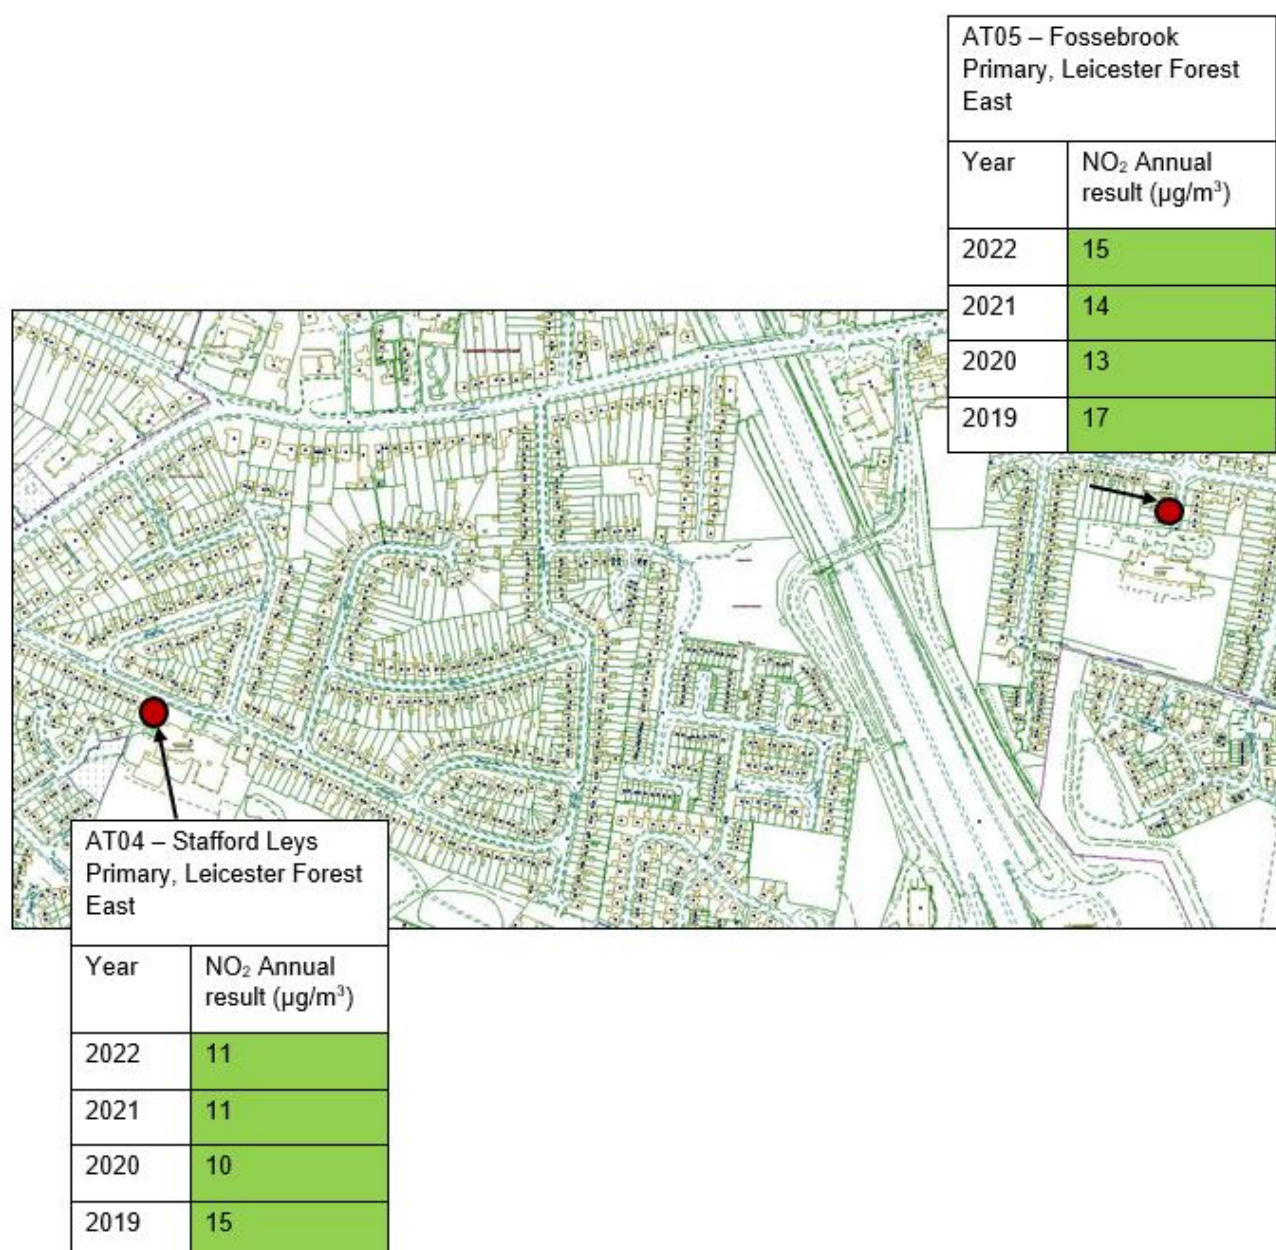 AT05 – Fossebrook
Primary, Leicester Forest
East
Year
NO₂ Annual
result (µg/m³)
2022
15
2021
14
2020
13
2019
17
AT04 – Stafford Leys
Primary, Leicester Forest
East
Year
NO₂ Annual
result (µg/m³)
2022
11
2021
11
2020
10
2019
15